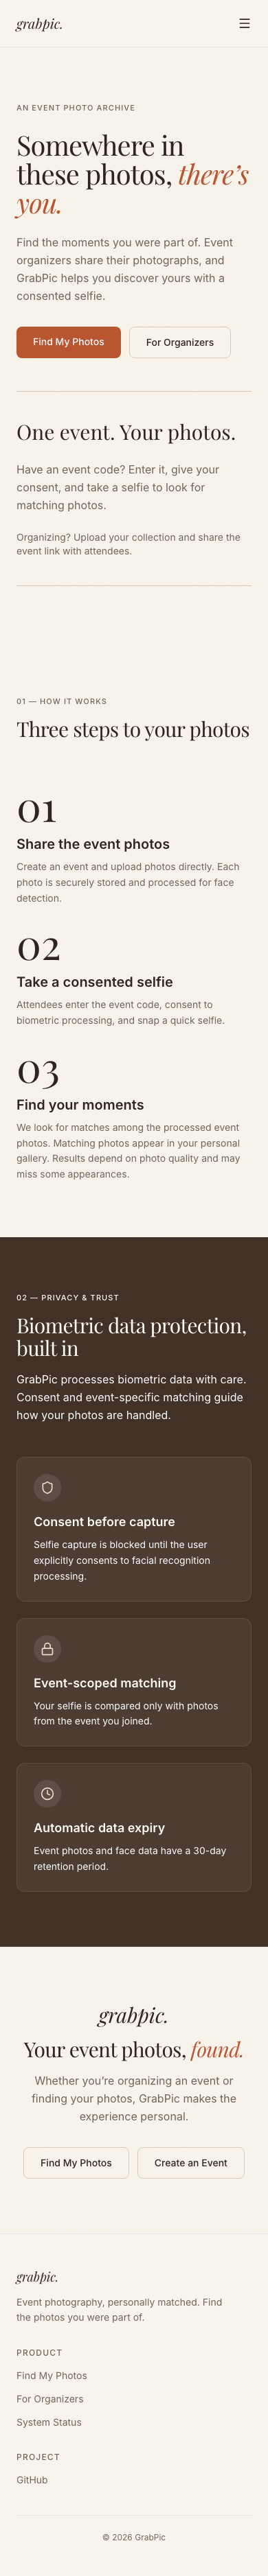 grabpic.
AN EVENT PHOTO ARCHIVE
Somewhere in
these photos, there’s
you.
Find the moments you were part of. Event
organizers share their photographs, and
GrabPic helps you discover yours with a
consented selfie.
Find My Photos
For Organizers
One event. Your photos.
Have an event code? Enter it, give your
consent, and take a selfie to look for
matching photos.
Organizing? Upload your collection and share the
event link with attendees.
01 — HOW IT WORKS
Three steps to your photos
01
Share the event photos
Create an event and upload photos directly. Each
photo is securely stored and processed for face
detection.
02
Take a consented selfie
Attendees enter the event code, consent to
biometric processing, and snap a quick selfie.
03
Find your moments
We look for matches among the processed event
photos. Matching photos appear in your personal
gallery. Results depend on photo quality and may
miss some appearances.
02 — PRIVACY & TRUST
Biometric data protection,
built in
GrabPic processes biometric data with care.
Consent and event-specific matching guide
how your photos are handled.
Consent before capture
Selfie capture is blocked until the user
explicitly consents to facial recognition
processing.
Event-scoped matching
Your selfie is compared only with photos
from the event you joined.
Automatic data expiry
Event photos and face data have a 30-day
retention period.
grabpic.
Your event photos, found.
Whether you’re organizing an event or
finding your photos, GrabPic makes the
experience personal.
Find My Photos
Create an Event
grabpic.
Event photography, personally matched. Find
the photos you were part of.
PRODUCT
Find My Photos
For Organizers
System Status
PROJECT
GitHub
© 2026 GrabPic